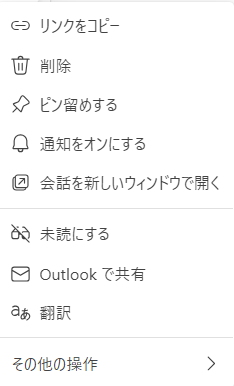 リンクをコピー
削除
ピン留めする
通知をオンにする
会話を新しいウィンドウで開く
未読にする
Outlook で共有
翻訳
その他の操作